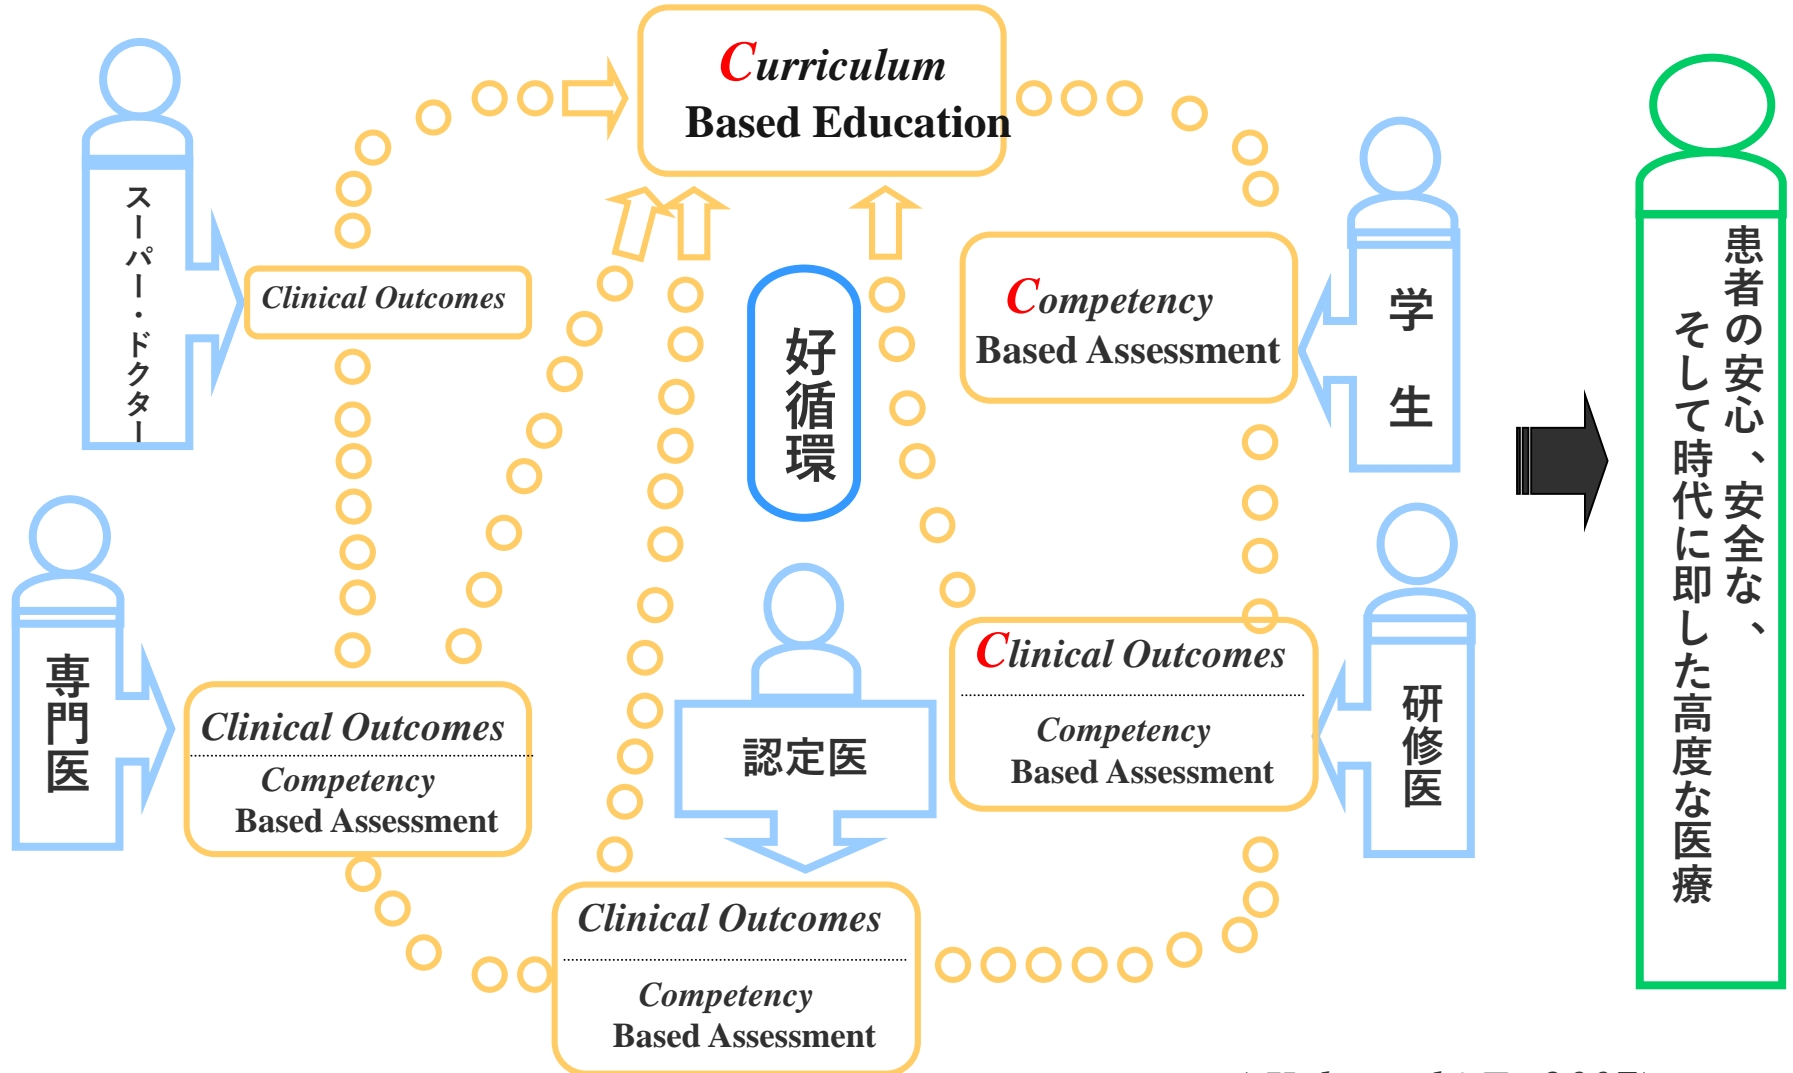 Curriculum
Based Education
スーパー・ドクター
Clinical Outcomes
好循環
Competency
Based Assessment
学生
患者の安心、安全な、
そして時代に即した高度な医療
専門医
Clinical Outcomes
Competency
Based Assessment
認定医
Clinical Outcomes
Competency
Based Assessment
研修医
Clinical Outcomes
Competency
Based Assessment